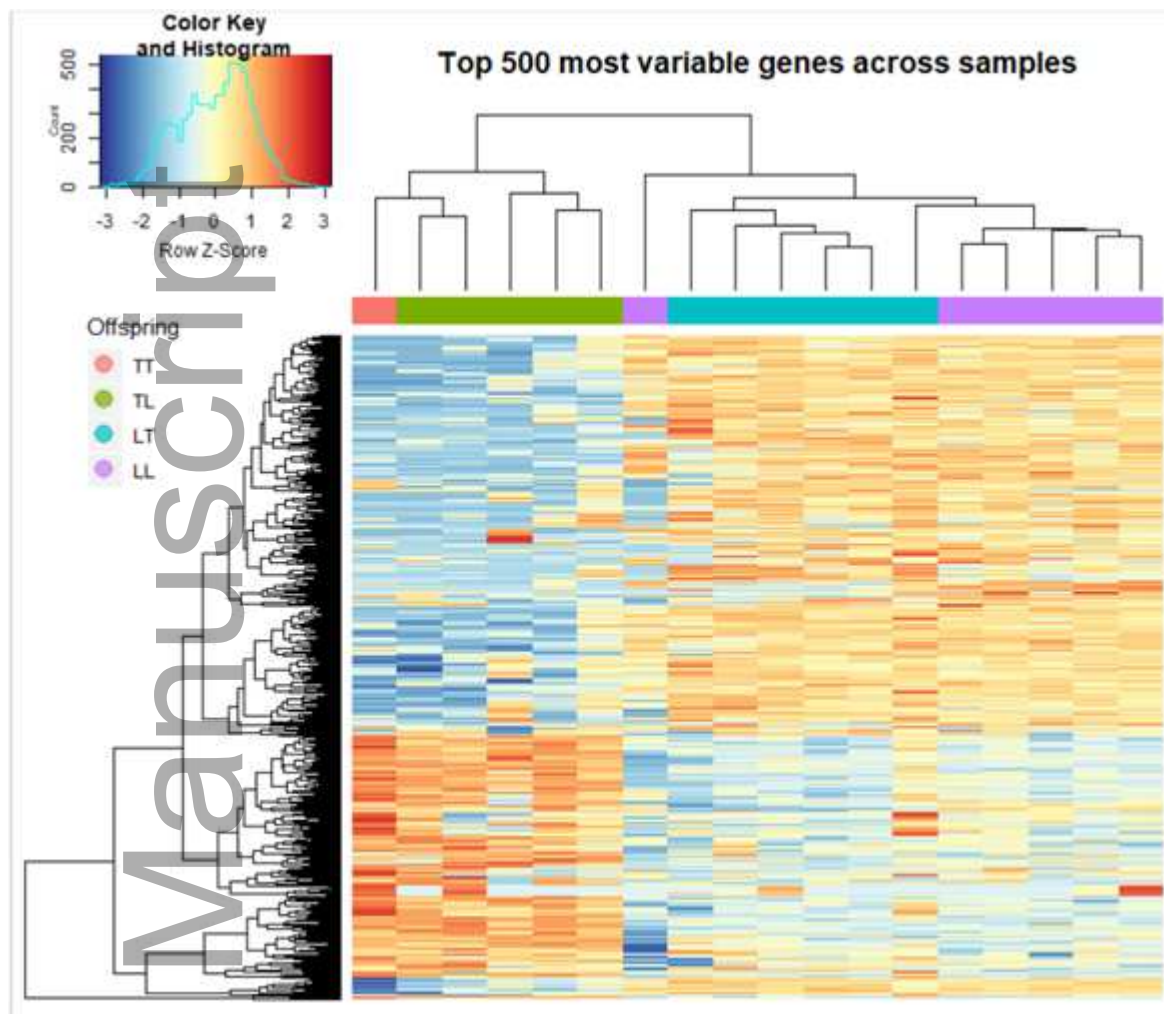 Color Key
and Histogram
Top 500 most variable genes across samples
500
200
0
Count
-3 -2 -1 0 1 2 3
Row Z-Score
Offspring
TT
TL
LT
LL
Manuscript